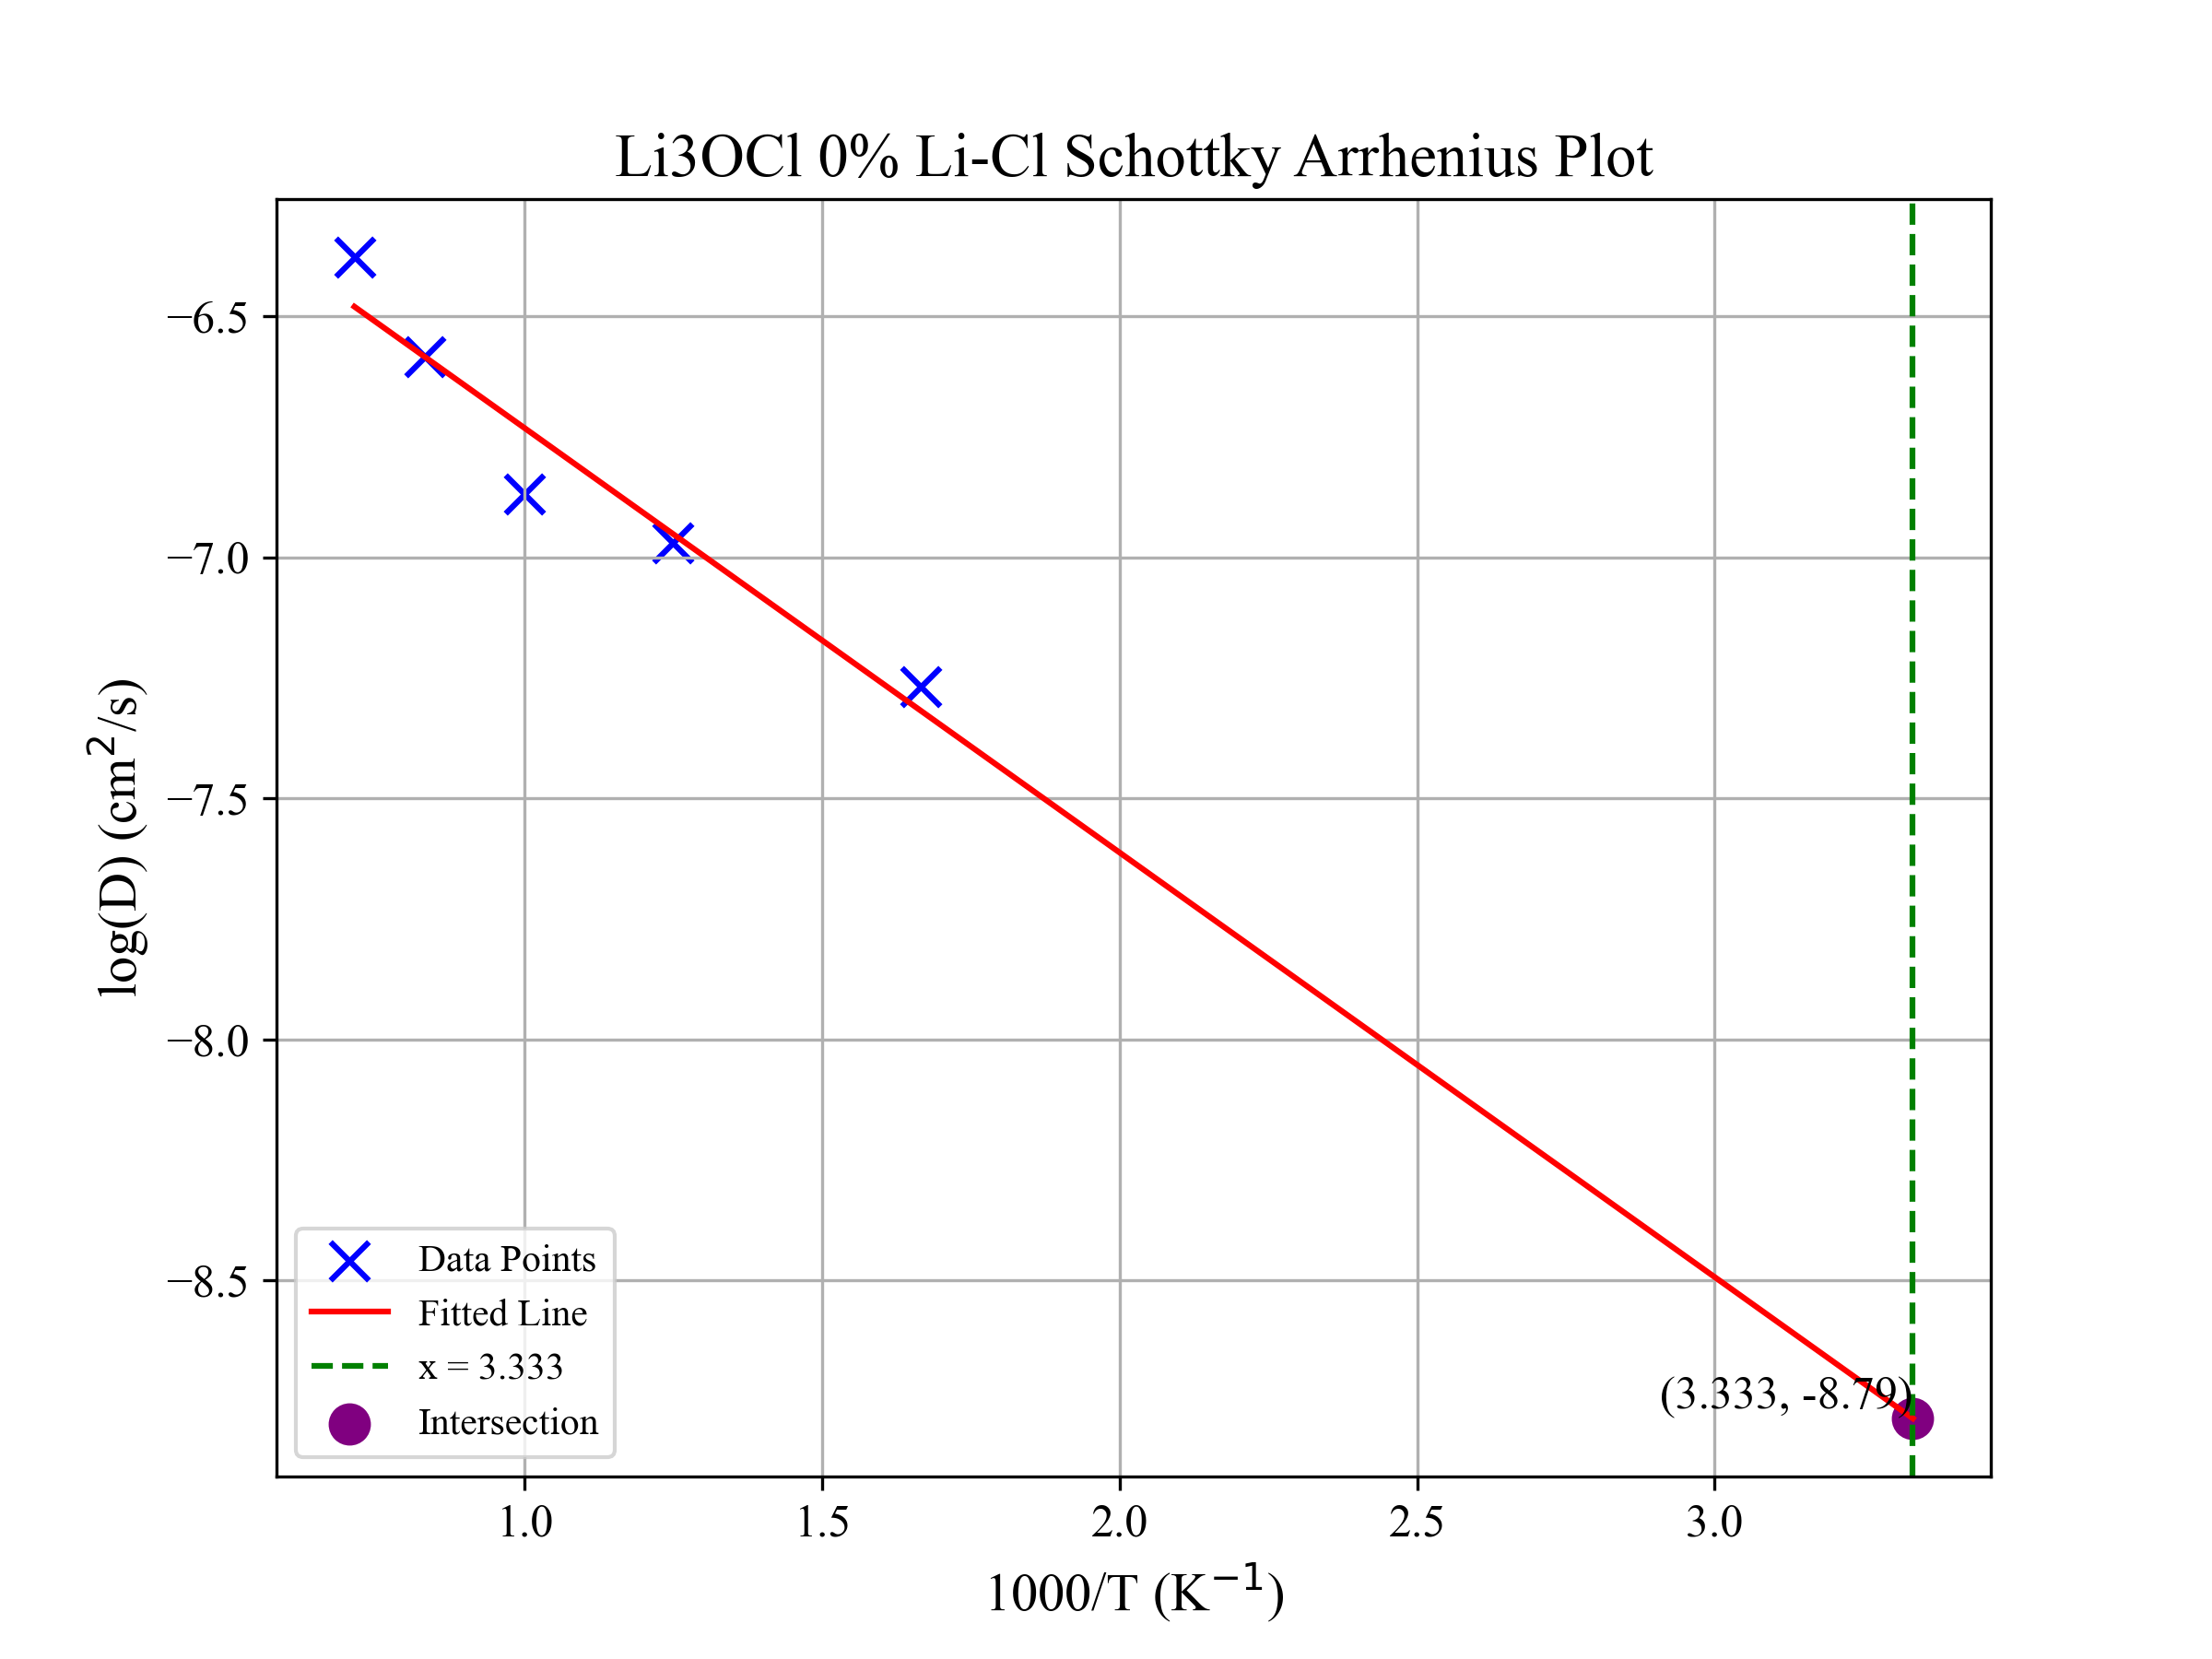 Li3OCl 0% Li-Cl Schottky Arrhenius Plot
log(D) (cm²/s)
−6.5
−7.0
−7.5
−8.0
−8.5
(3.333, -8.79)
Data Points
Fitted Line
x = 3.333
Intersection
1.0 1.5 2.0 2.5 3.0
1000/T (K⁻¹)